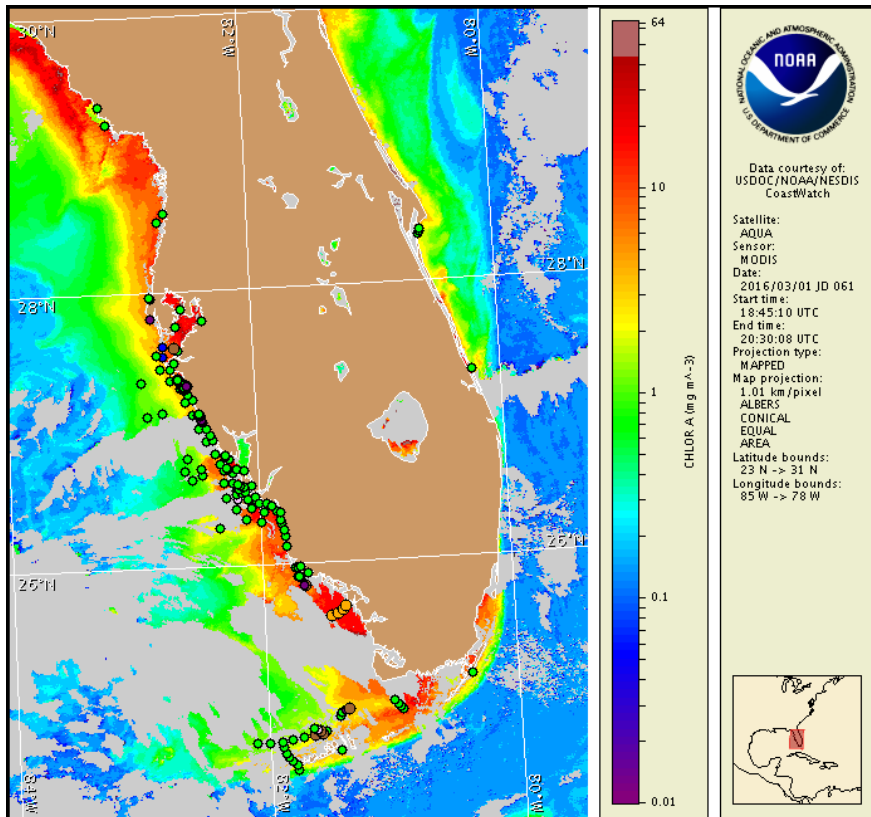 30°N
82°W
80°W
28°N
28°N
26°N
26°N
84°W
82°W
80°W
64
10
1
0.1
0.01
CHLOR A (mg m^-3)
NATIONAL OCEANIC AND ATMOSPHERIC ADMINISTRATION
NOAA
U.S. DEPARTMENT OF COMMERCE
Data courtesy of:
USDOC/NOAA/NESDIS
CoastWatch
Satellite:
AQUA
Sensor:
MODIS
Date:
2016/03/01 JD 061
Start time:
18:45:10 UTC
End time:
20:30:08 UTC
Projection type:
MAPPED
Map projection:
1.01 km/pixel
ALBERS
CONICAL
EQUAL
AREA
Latitude bounds:
23 N -> 31 N
Longitude bounds:
85 W -> 78 W